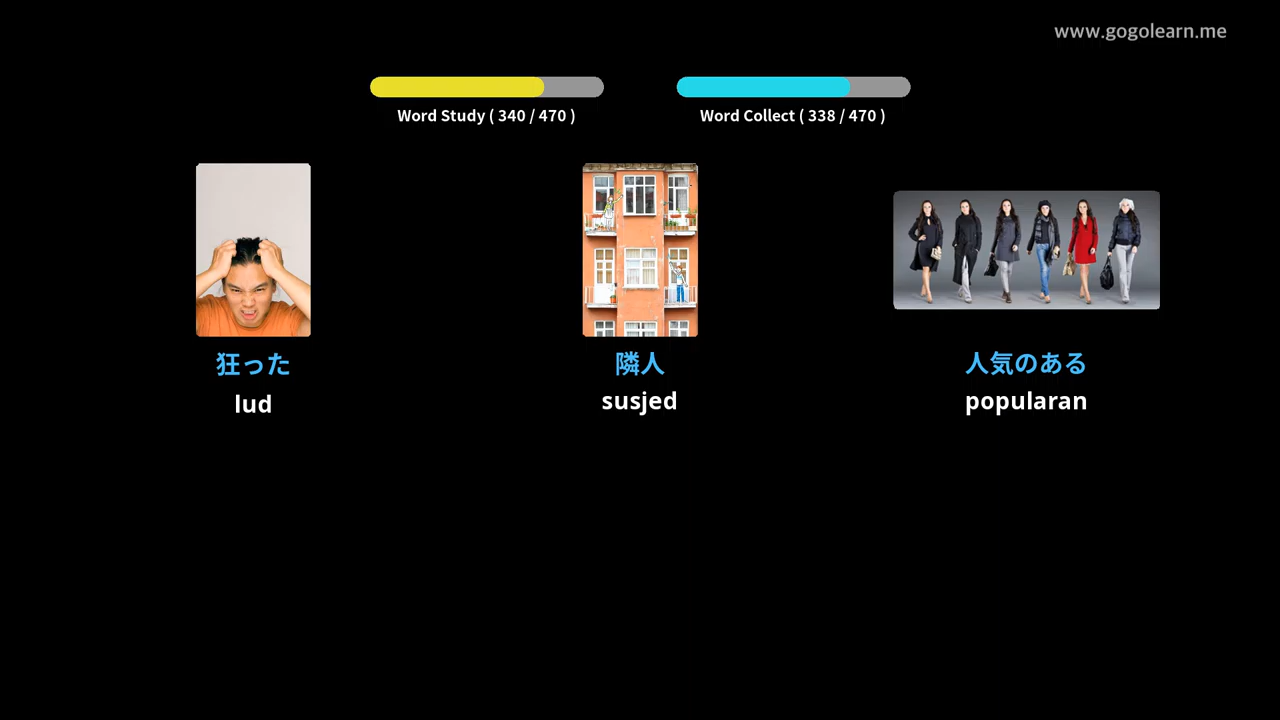 www.gogolearn.me
Word Study ( 340 / 470 )
Word Collect ( 338 / 470 )
狂った
lud
隣人
susjed
人気のある
popularan